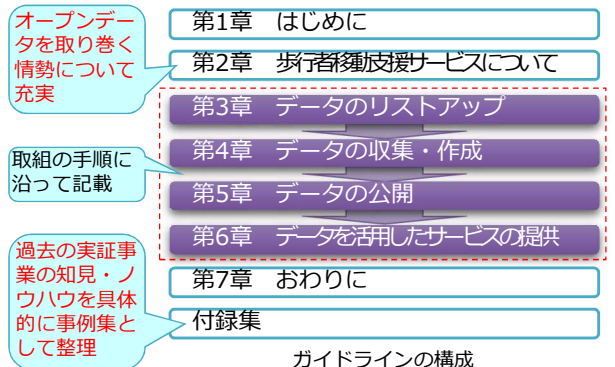 オープンデー
タを取り巻く
情勢について
充実
第1章 はじめに
第2章 歩行者移動支援サービスについて
取組の手順に
沿って記載
第3章 データのリストアップ
第4章 データの収集・作成
第5章 データの公開
第6章 データを活用したサービスの提供
過去の実証事
業の知見・ノ
ウハウを具体
的に事例集と
して整理
第7章 おわりに
付録集
ガイドラインの構成